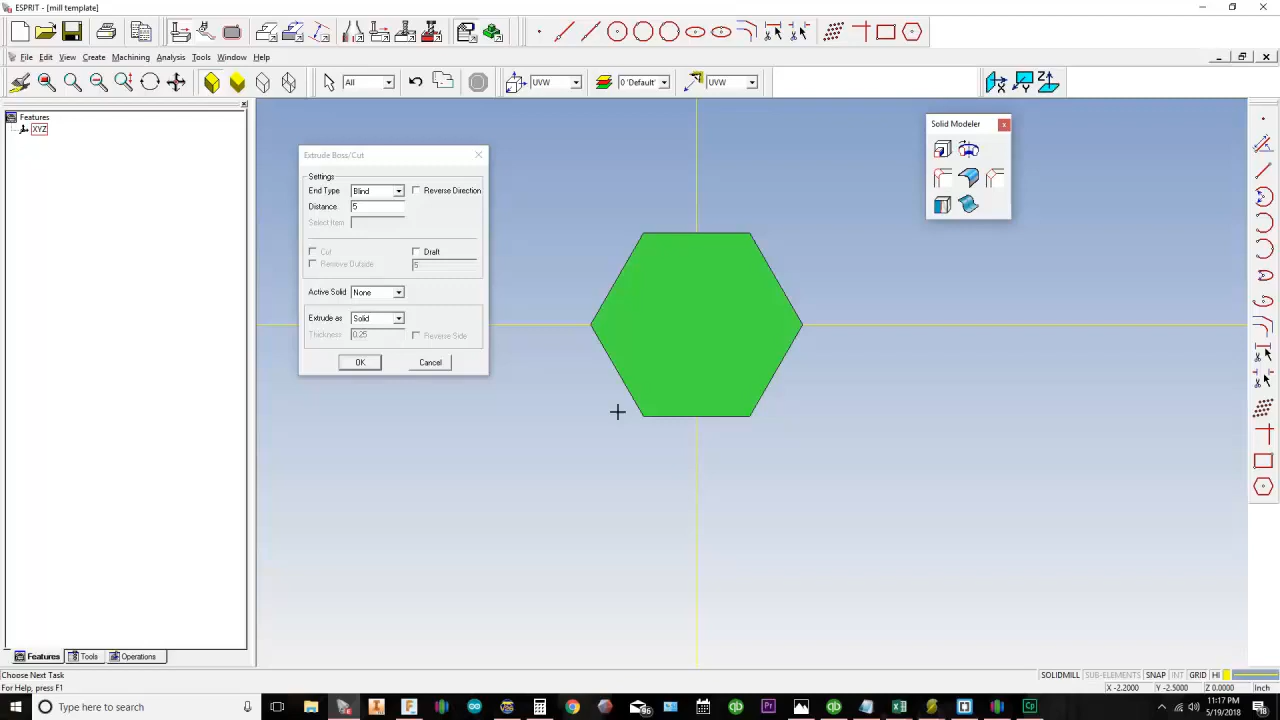 ESPRIT - [mill template]
File Edit View Create Machining Analysis Tools Window Help
All
UVW
0 'Default'
UVW
Features
XYZ
Solid Modeler
Extrude Boss/Cut
Settings
End Type Blind Reverse Direction
Distance 5
Select Item
Cut Draft
Remove Outside 5
Active Solid None
Extrude as Solid
Thickness 0.25 Reverse Side
OK Cancel
Features Tools Operations
Choose Next Task
SOLIDMILL SUB-ELEMENTS SNAP INT GRID HI
For Help, press F1
X -2.2000 Y -2.5000 Z 0.0000 Inch
Type here to search
11:17 PM
5/19/2018